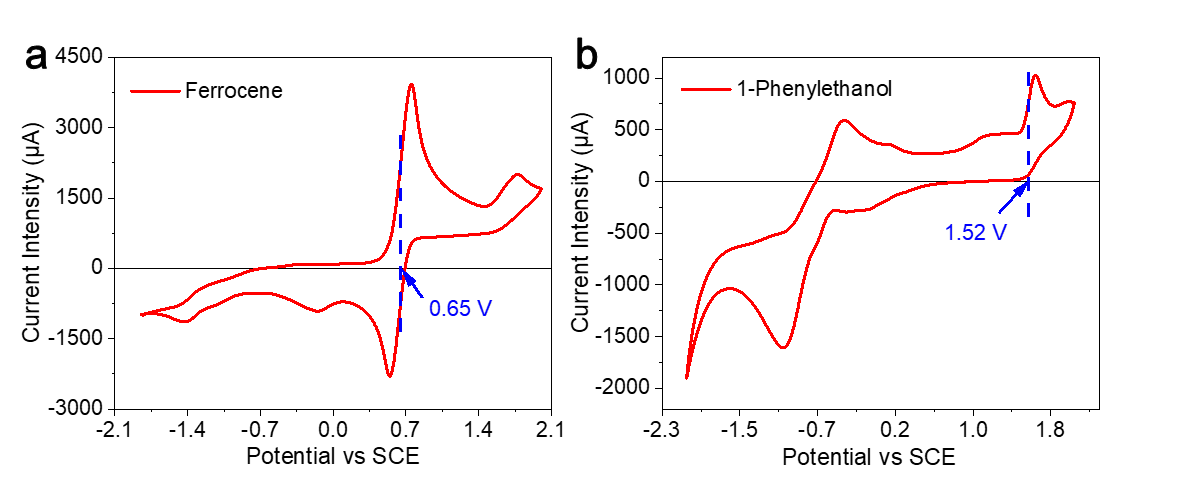 a
Ferrocene
Current Intensity (μA)
4500
3000
1500
0
-1500
-3000
0.65 V
-2.1 -1.4 -0.7 0.0 0.7 1.4 2.1
Potential vs SCE
b
1-Phenylethanol
Current Intensity (μA)
1000
500
0
-500
-1000
-1500
-2000
1.52 V
-2.3 -1.5 -0.7 0.2 1.0 1.8
Potential vs SCE